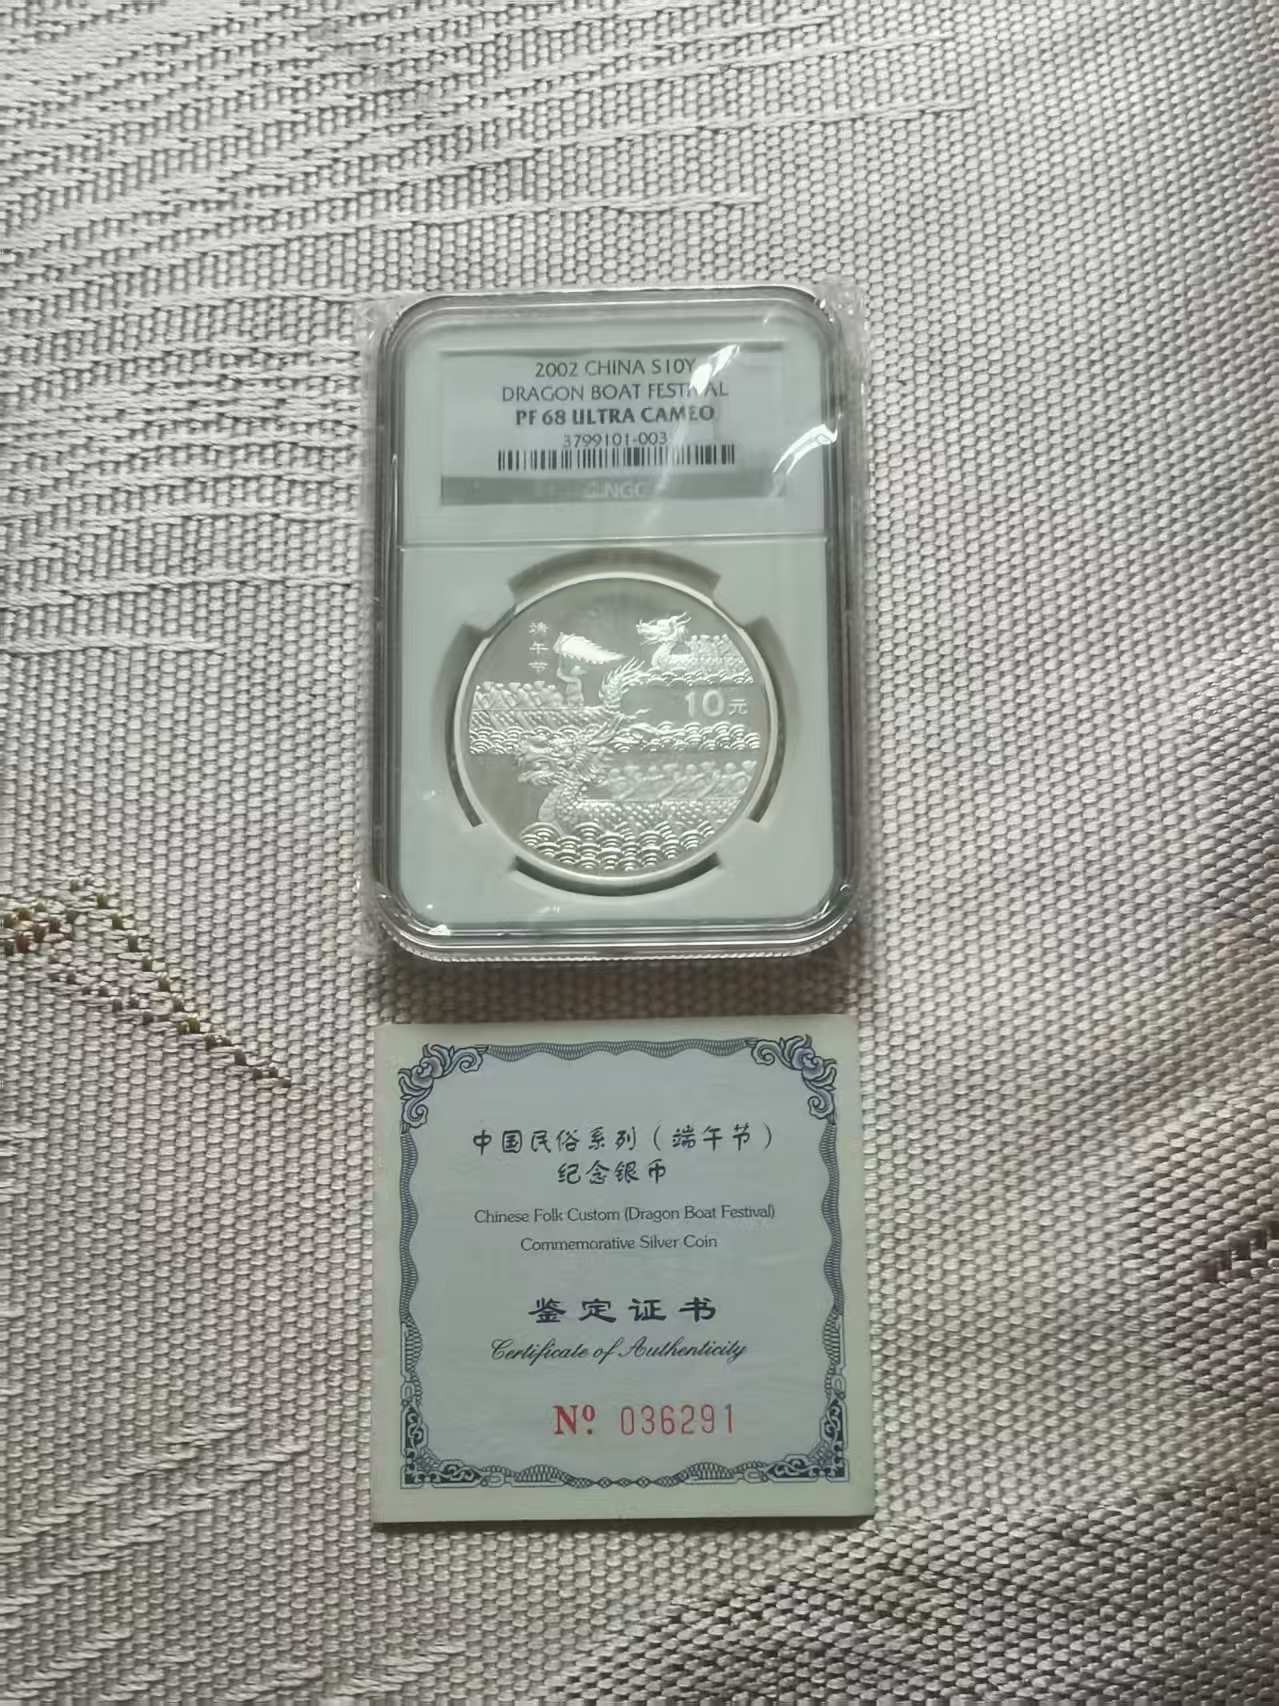 2002 CHINA S10Y
DRAGON BOAT FESTIVAL
PF 68 ULTRA CAMEO
3799101-003
NGC
端午节
10元
中国民俗系列(端午节)
纪念银币
Chinese Folk Custom (Dragon Boat Festival)
Commemorative Silver Coin
鉴定证书
Certificate of Authenticity
Nº 036291